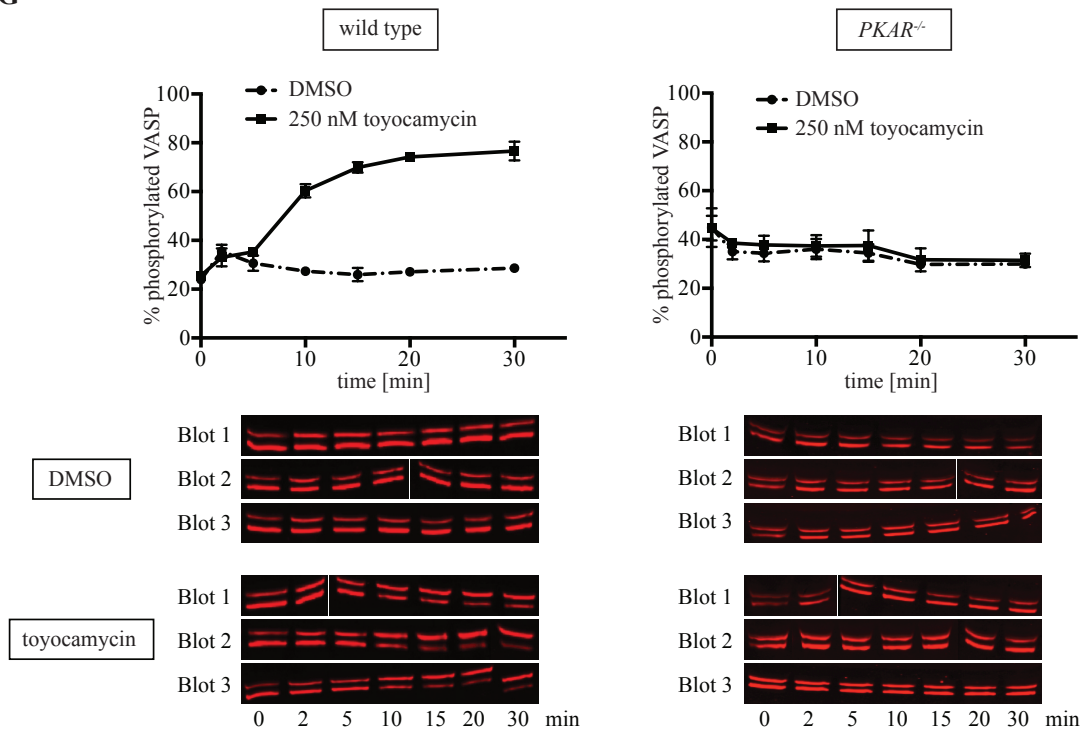 G
wild type
PKAR-/-
% phosphorylated VASP
100
80
60
40
20
0
DMSO
250 nM toyocamycin
0 10 20 30
time [min]
% phosphorylated VASP
100
80
60
40
20
0
DMSO
250 nM toyocamycin
0 10 20 30
time [min]
DMSO
Blot 1
Blot 2
Blot 3
Blot 1
Blot 2
Blot 3
toyocamycin
Blot 1
Blot 2
Blot 3
0 2 5 10 15 20 30 min
Blot 1
Blot 2
Blot 3
0 2 5 10 15 20 30 min